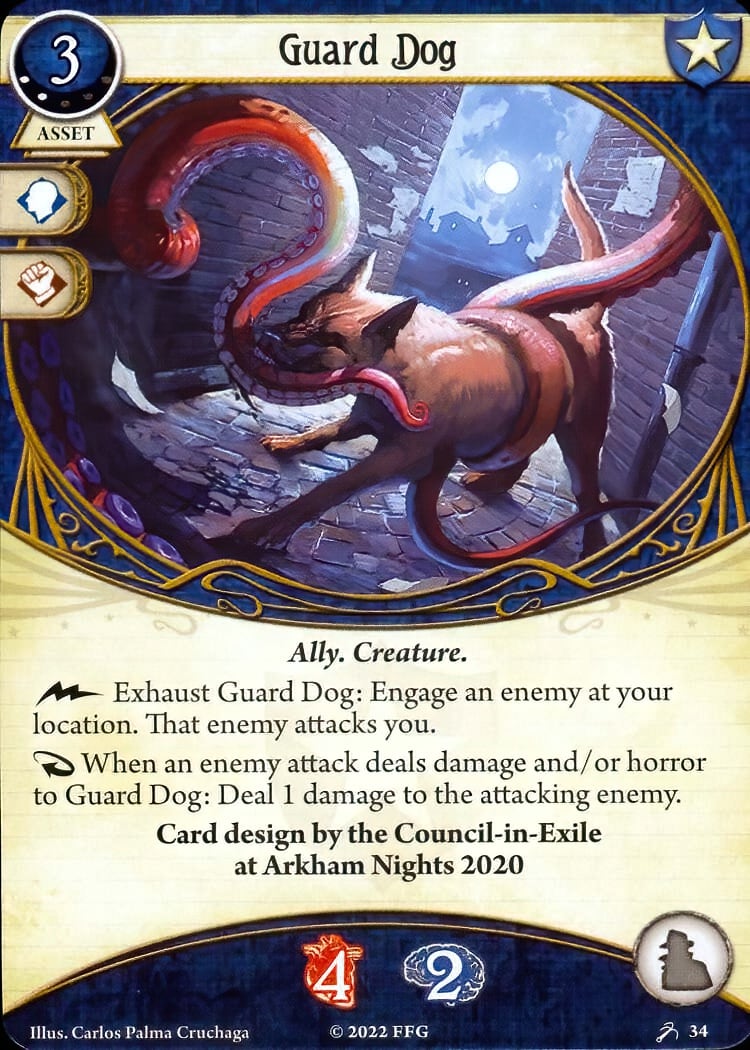 3
Guard Dog
ASSET
Ally. Creature.
Exhaust Guard Dog: Engage an enemy at your
location. That enemy attacks you.
When an enemy attack deals damage and/or horror
to Guard Dog: Deal 1 damage to the attacking enemy.
Card design by the Council-in-Exile
at Arkham Nights 2020
4 2
Illus. Carlos Palma Cruchaga © 2022 FFG 34